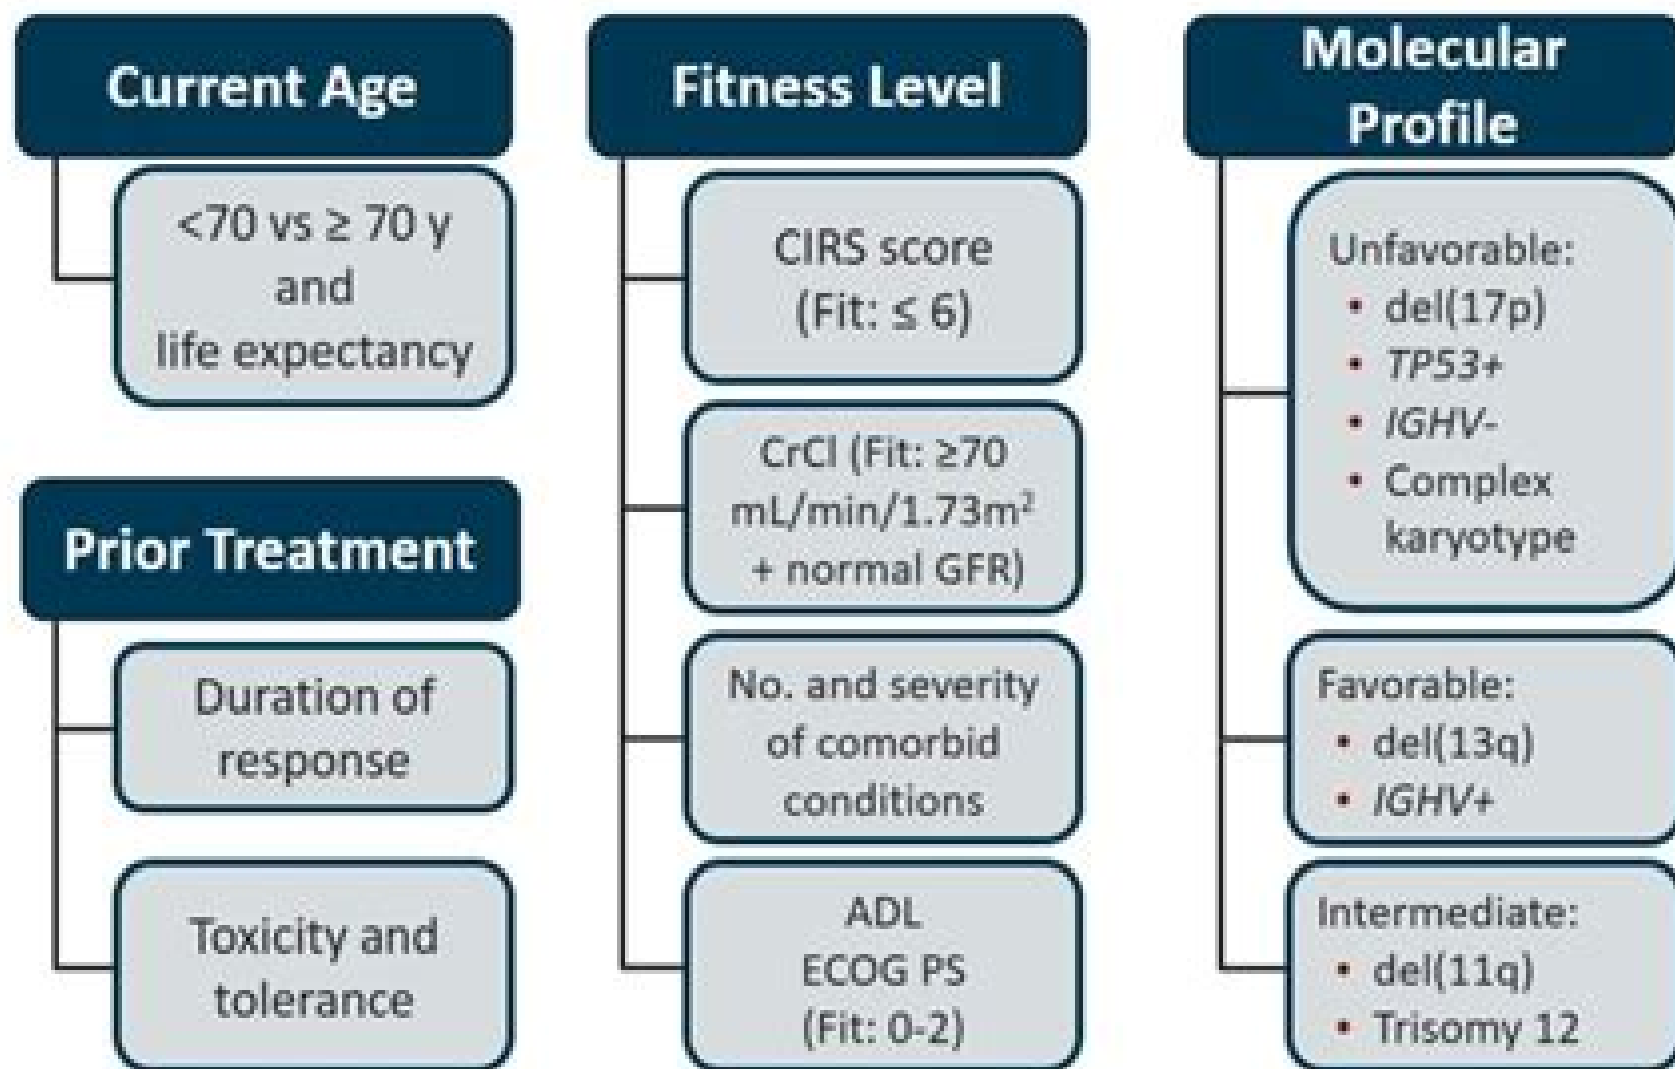 Current Age
<70 vs ≥ 70 y
and
life expectancy
Prior Treatment
Duration of
response
Toxicity and
tolerance
Fitness Level
CIRS score
(Fit: ≤ 6)
CrCl (Fit: ≥70
mL/min/1.73m²
+ normal GFR)
No. and severity
of comorbid
conditions
ADL
ECOG PS
(Fit: 0-2)
Molecular
Profile
Unfavorable:
• del(17p)
• TP53+
• IGHV-
• Complex
karyotype
Favorable:
• del(13q)
• IGHV+
Intermediate:
• del(11q)
• Trisomy 12